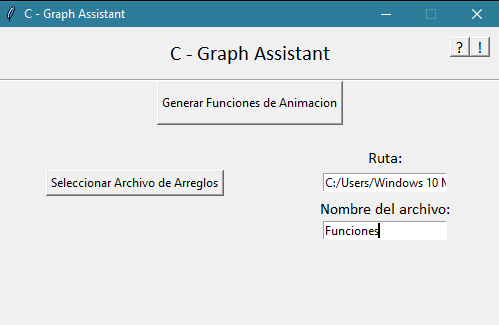 C - Graph Assistant
C - Graph Assistant
? !
Generar Funciones de Animacion
Ruta:
Seleccionar Archivo de Arreglos
C:/Users/Windows 10 N
Nombre del archivo:
Funciones